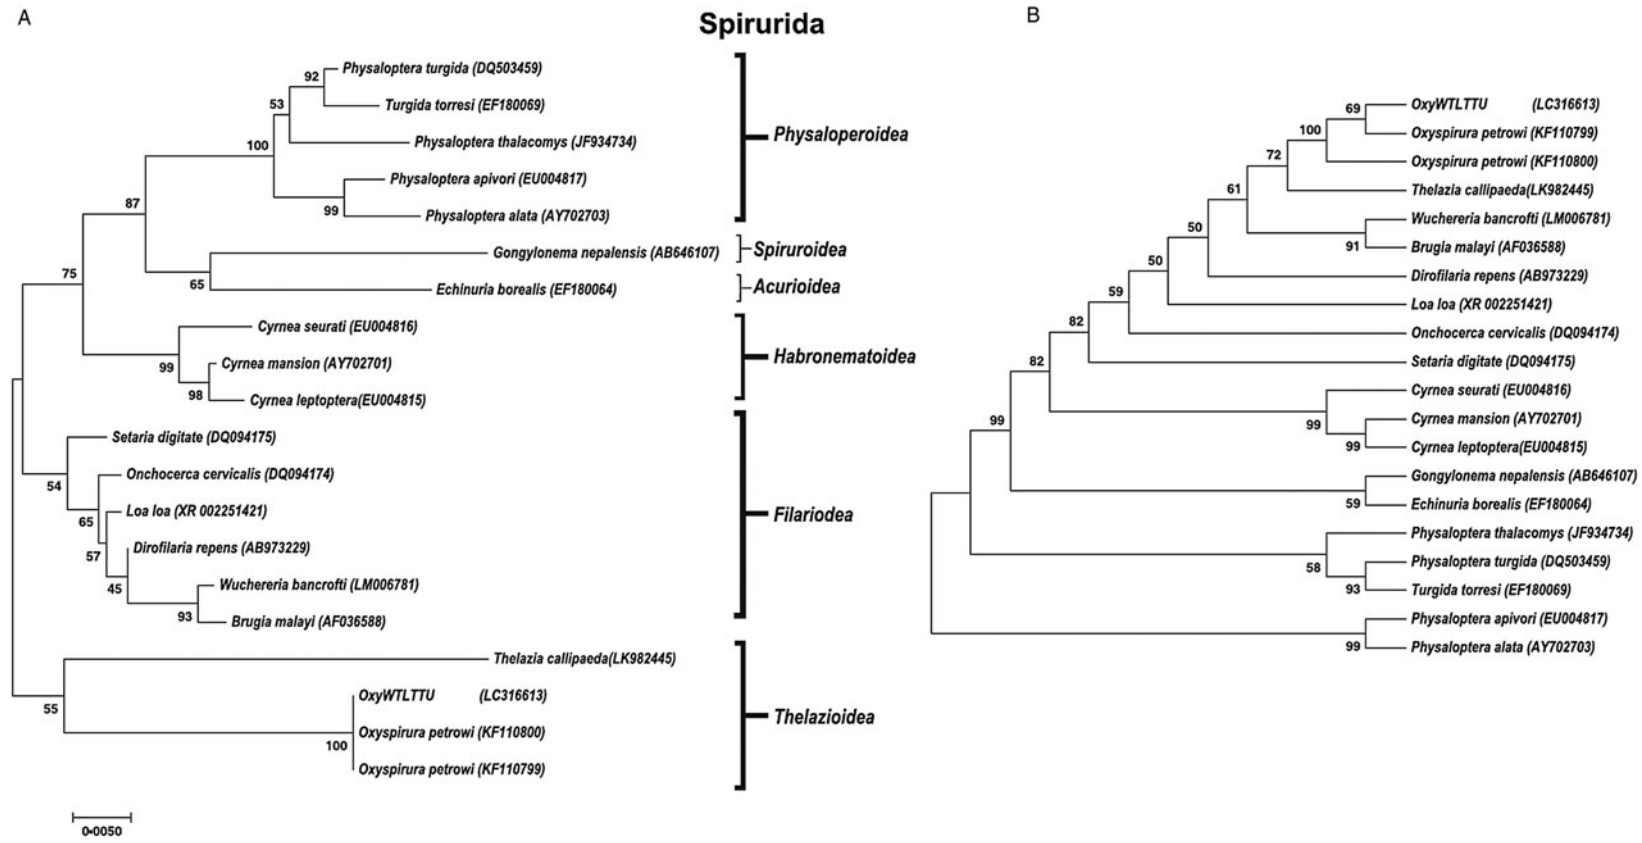 A
Spirurida
B
92
Physaloptera turgida (DQ503459)
53
Turgida torresi (EF180069)
100
Physaloptera thalacomys (JF934734)
Physaloperoidea
87
Physaloptera apivori (EU004817)
99
Physaloptera alata (AY702703)
75
Gongylonema nepalensis (AB646107)
Spiruroidea
65
Echinuria borealis (EF180064)
Acurioidea
Cyrnea seurati (EU004816)
99
Cyrnea mansion (AY702701)
Habronematoidea
98
Cyrnea leptoptera(EU004815)
Setaria digitate (DQ094175)
54
Onchocerca cervicalis (DQ094174)
65
Loa loa (XR 002251421)
Filariodea
57
Dirofilaria repens (AB973229)
45
Wuchereria bancrofti (LM006781)
93
Brugia malayi (AF036588)
Thelazia callipaeda(LK982445)
55
OxyWTLTTU (LC316613)
Thelazioidea
Oxyspirura petrowi (KF110800)
100
Oxyspirura petrowi (KF110799)
0·0050
69
OxyWTLTTU (LC316613)
100
Oxyspirura petrowi (KF110799)
72
Oxyspirura petrowi (KF110800)
61
Thelazia callipaeda(LK982445)
50
Wuchereria bancrofti (LM006781)
91
Brugia malayi (AF036588)
50
Dirofilaria repens (AB973229)
59
Loa loa (XR 002251421)
82
Onchocerca cervicalis (DQ094174)
82
Setaria digitate (DQ094175)
Cyrnea seurati (EU004816)
99
99
Cyrnea mansion (AY702701)
99
Cyrnea leptoptera(EU004815)
Gongylonema nepalensis (AB646107)
59
Echinuria borealis (EF180064)
Physaloptera thalacomys (JF934734)
58
Physaloptera turgida (DQ503459)
93
Turgida torresi (EF180069)
Physaloptera apivori (EU004817)
99
Physaloptera alata (AY702703)